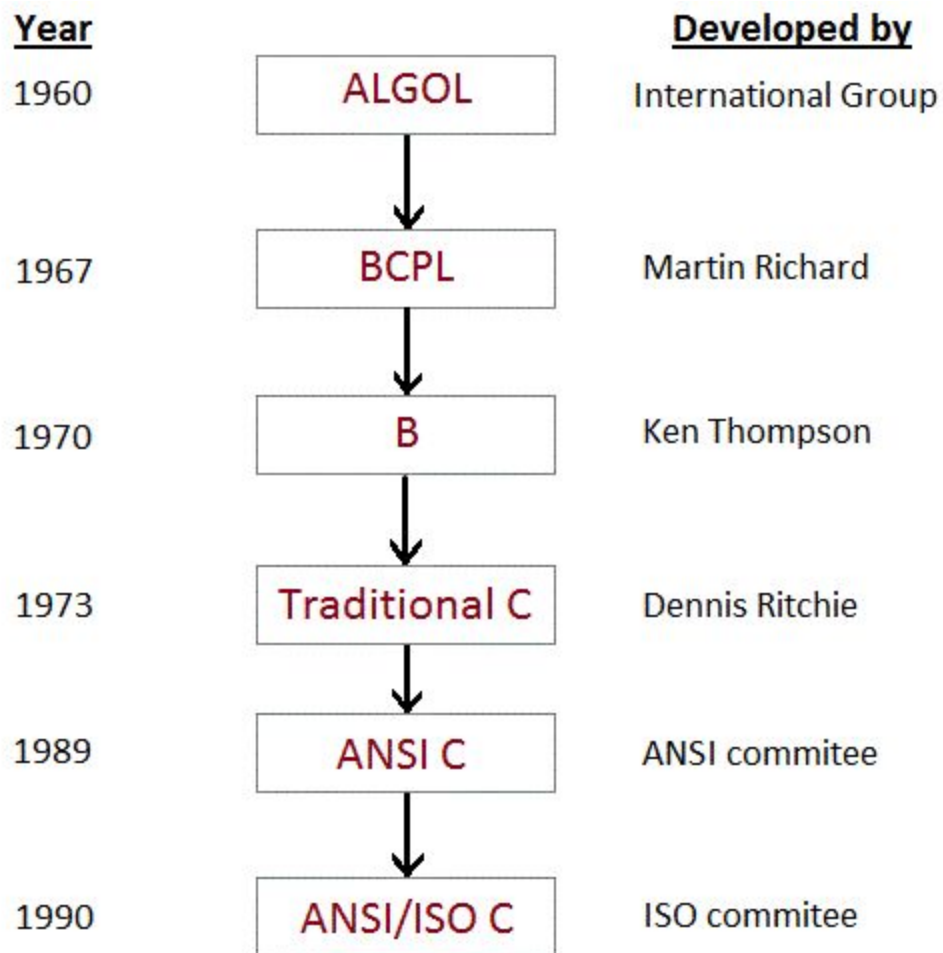 Year Developed by
1960 ALGOL International Group
1967 BCPL Martin Richard
1970 B Ken Thompson
1973 Traditional C Dennis Ritchie
1989 ANSI C ANSI commitee
1990 ANSI/ISO C ISO commitee